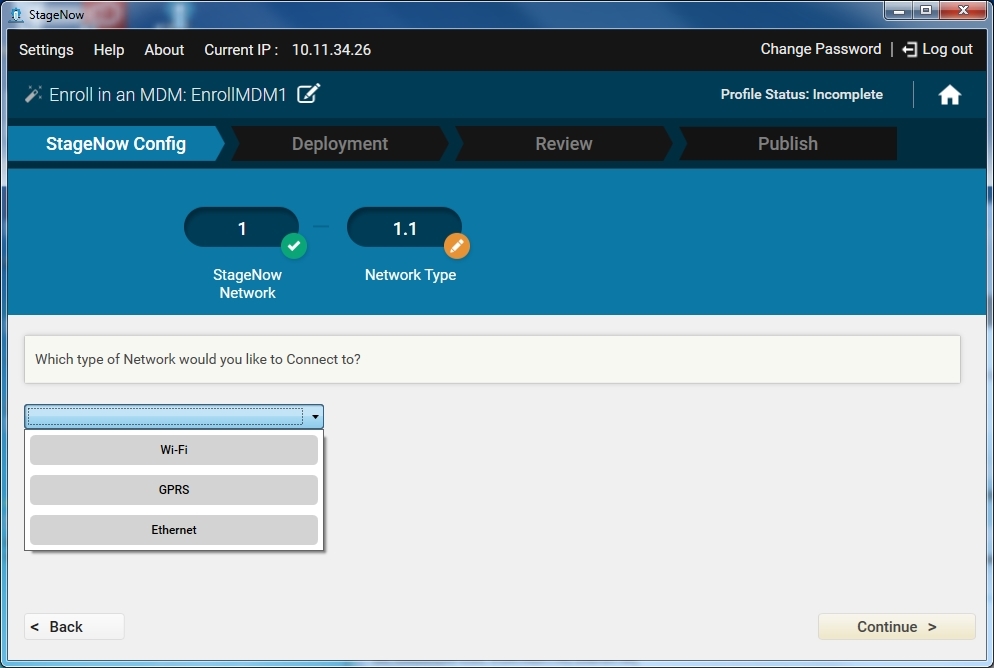 StageNow
Settings Help About Current IP : 10.11.34.26 Change Password | Log out
Enroll in an MDM: EnrollMDM1 Profile Status: Incomplete
StageNow Config Deployment Review Publish
1 1.1
StageNow Network Type
Network
Which type of Network would you like to Connect to?
Wi-Fi
GPRS
Ethernet
< Back Continue >